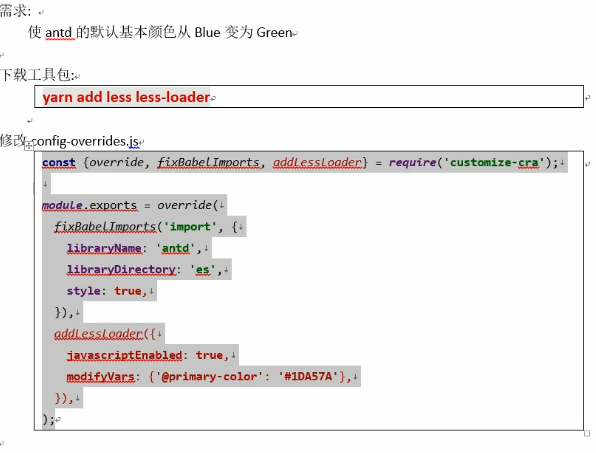 需求:
使 antd 的默认基本颜色从 Blue 变为 Green
下载工具包:
yarn add less less-loader
修改 config-overrides.js
const {override, fixBabelImports, addLessLoader} = require('customize-cra');
module.exports = override(
fixBabelImports('import', {
libraryName: 'antd',
libraryDirectory: 'es',
style: true,
}),
addLessLoader({
javascriptEnabled: true,
modifyVars: {'@primary-color': '#1DA57A'},
}),
);